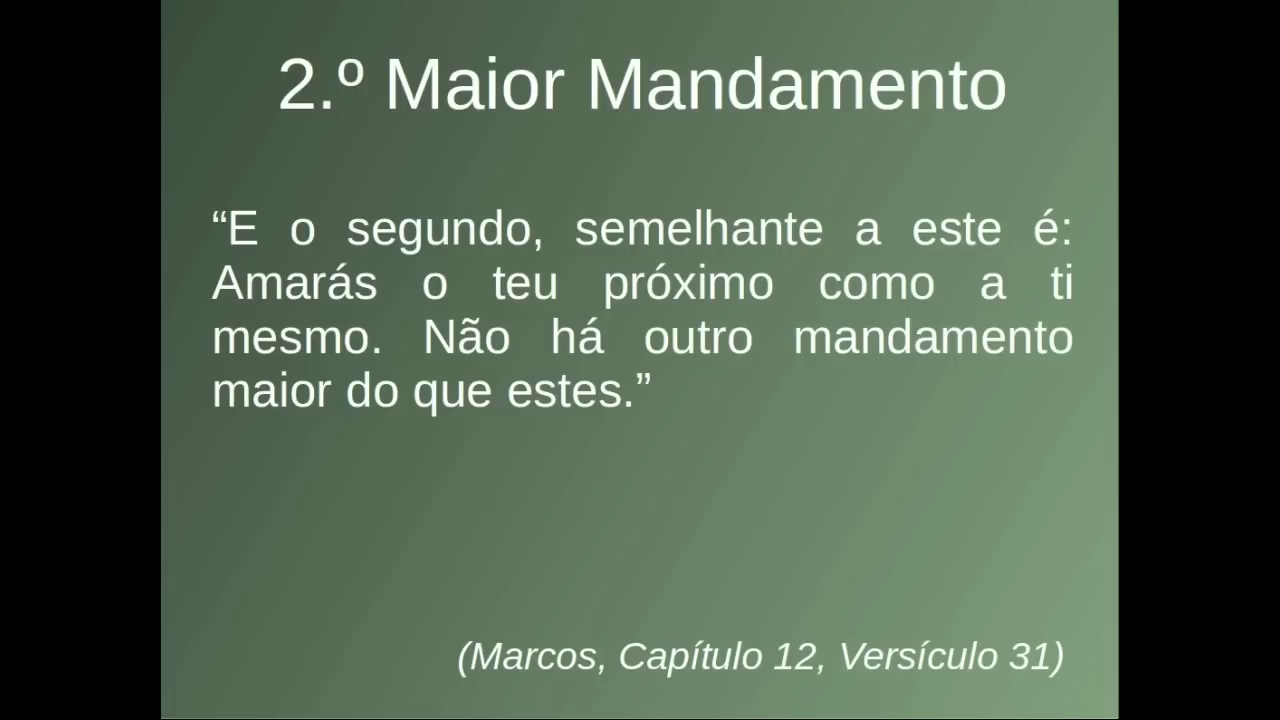 2.º Maior Mandamento
“E o segundo, semelhante a este é:
Amarás o teu próximo como a ti
mesmo. Não há outro mandamento
maior do que estes.”
(Marcos, Capítulo 12, Versículo 31)